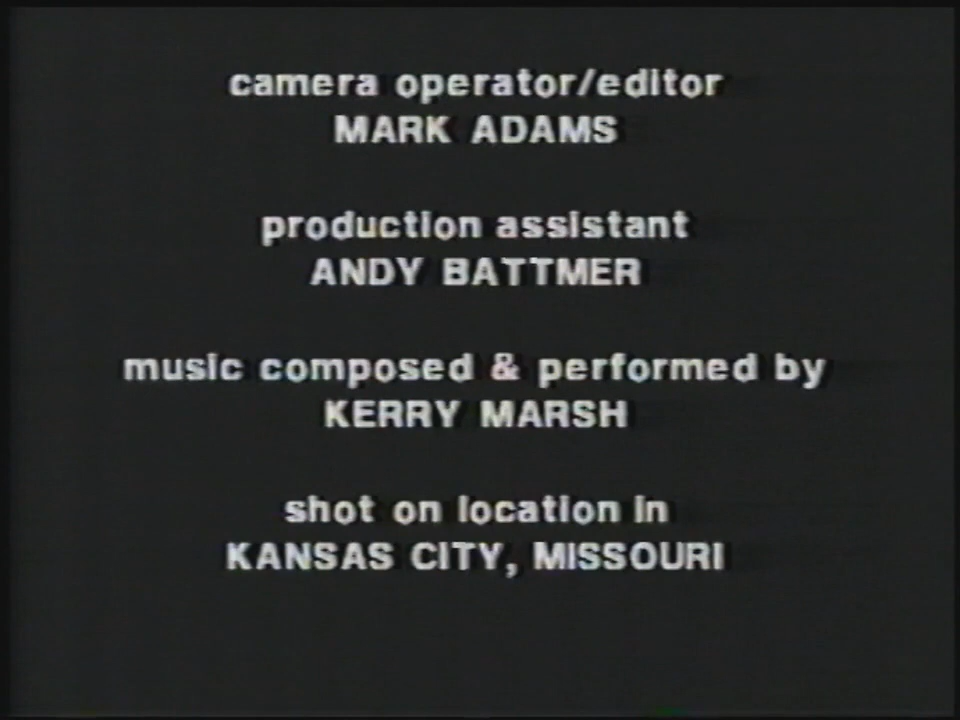 camera operator/editor
MARK ADAMS
production assistant
ANDY BATTMER
music composed & performed by
KERRY MARSH
shot on location in
KANSAS CITY, MISSOURI